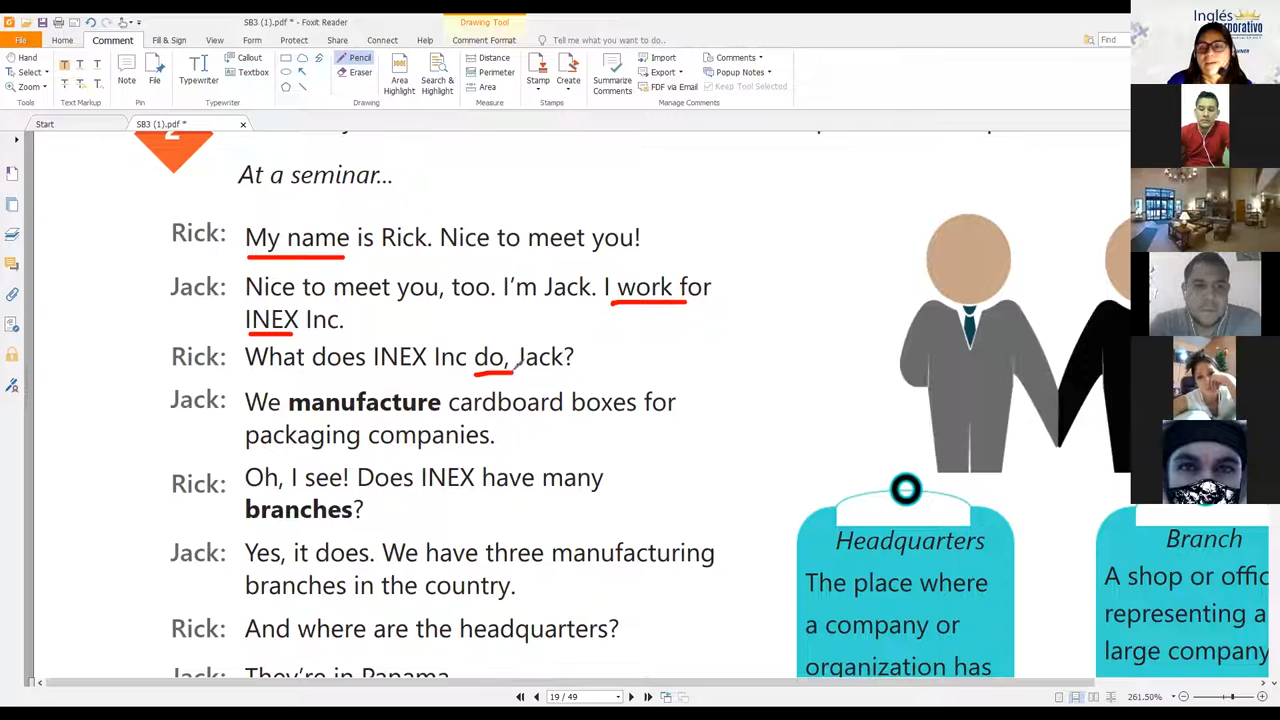 SB3 (1).pdf * - Foxit Reader
Drawing Tool
File Home Comment Fill & Sign View Form Protect Share Connect Help Comment Format Tell me what you want to do... Find
Hand
Select
Zoom
Tools
Text Markup
Note
File
Pin
Typewriter
Callout
Textbox
Typewriter
Pencil
Eraser
Drawing
Area Highlight
Search & Highlight
Distance
Perimeter
Area
Measure
Stamp
Create
Stamps
Summarize Comments
Import
Export
FDF via Email
Comments
Popup Notes
Keep Tool Selected
Manage Comments
Start
SB3 (1).pdf *
2
At a seminar...
Rick: My name is Rick. Nice to meet you!
Jack: Nice to meet you, too. I'm Jack. I work for
INEX Inc.
Rick: What does INEX Inc do, Jack?
Jack: We manufacture cardboard boxes for
packaging companies.
Rick: Oh, I see! Does INEX have many
branches?
Jack: Yes, it does. We have three manufacturing
branches in the country.
Rick: And where are the headquarters?
Jack: They're in Panama
Headquarters
The place where
a company or
organization has
Branch
A shop or offic
representing a
large company
Inglés
19 / 49
261.50%